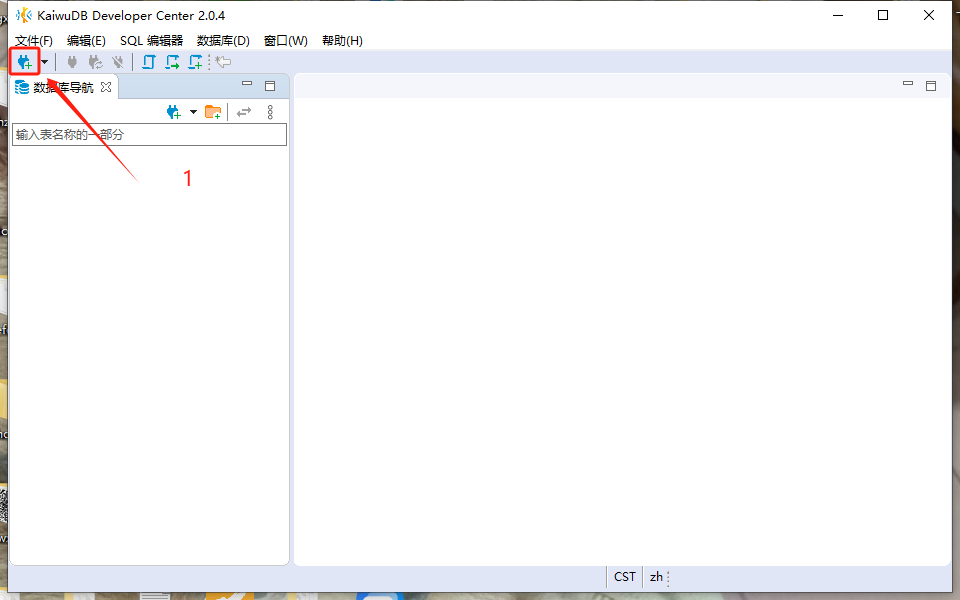 KaiwuDB Developer Center 2.0.4
文件(F) 编辑(E) SQL 编辑器 数据库(D) 窗口(W) 帮助(H)
数据库导航
输入表名称的一部分
1
CST zh